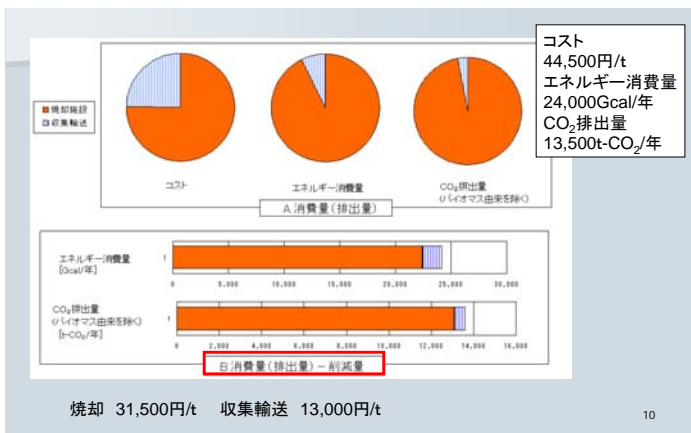 コスト
44,500円/t
エネルギー消費量
24,000Gcal/年
CO₂排出量
13,500t-CO₂/年
■焼却施設
□収集輸送
コスト
エネルギー消費量
CO₂排出量
(バイオマス由来を除く)
A.消費量(排出量)
エネルギー消費量
[Gcal/年]
1
0 5,000 10,000 15,000 20,000 25,000 30,000
CO₂排出量
(バイオマス由来を除く)
[t-CO₂/年]
1
0 2,000 4,000 6,000 8,000 10,000 12,000 14,000 16,000
B.消費量(排出量)-削減量
焼却 31,500円/t 収集輸送 13,000円/t
10